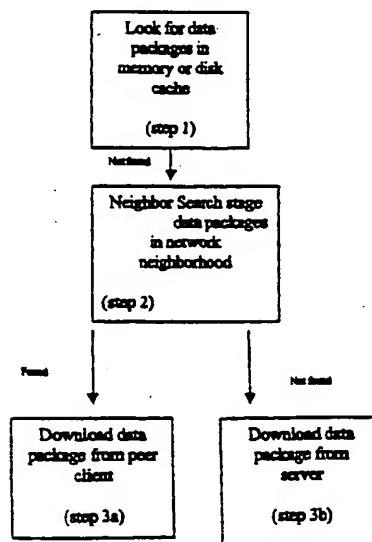 Look for data
packages in
memory or disk
cache
(step 1)
Not found
Neighbor Search stage
data packages
in network
neighborhood
(step 2)
Found
Not found
Download data
package from peer
client
(step 3a)
Download data
package from
server
(step 3b)